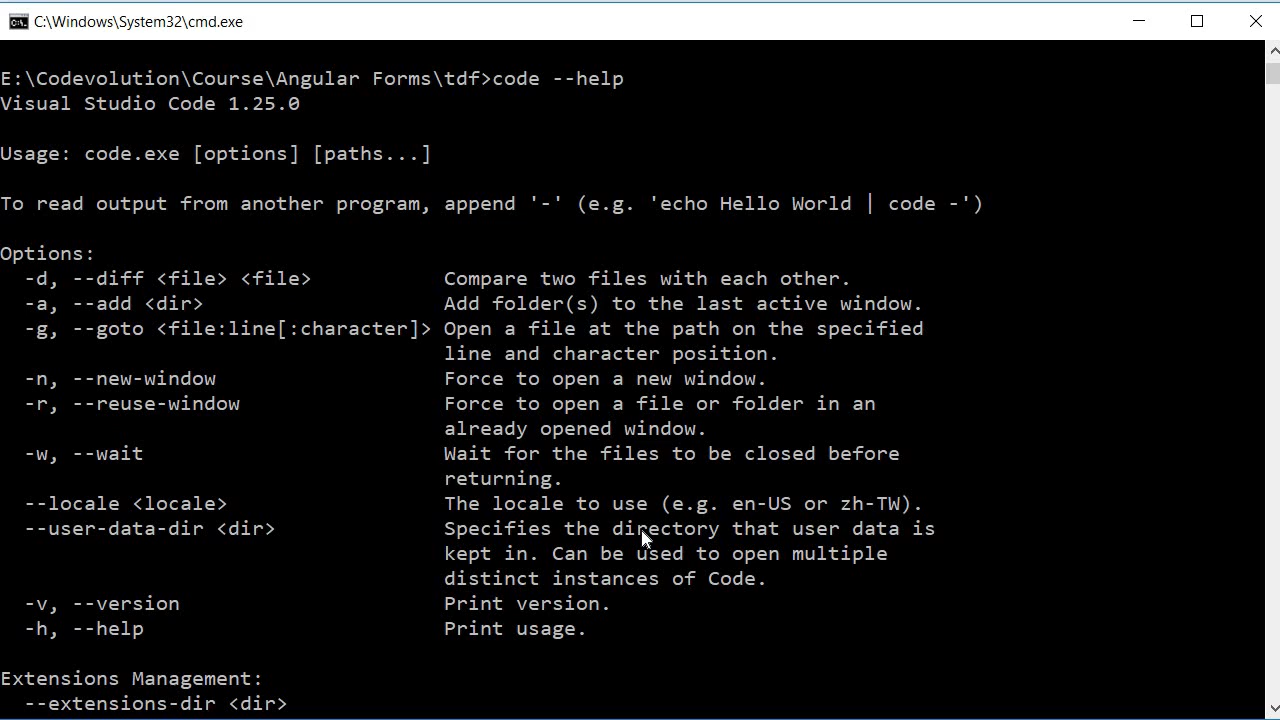 C:\Windows\System32\cmd.exe
E:\Codevolution\Course\Angular Forms\tdf>code --help
Visual Studio Code 1.25.0
Usage: code.exe [options] [paths...]
To read output from another program, append '-' (e.g. 'echo Hello World | code -')
Options:
-d, --diff <file> <file> Compare two files with each other.
-a, --add <dir> Add folder(s) to the last active window.
-g, --goto <file:line[:character]> Open a file at the path on the specified
line and character position.
-n, --new-window Force to open a new window.
-r, --reuse-window Force to open a file or folder in an
already opened window.
-w, --wait Wait for the files to be closed before
returning.
--locale <locale> The locale to use (e.g. en-US or zh-TW).
--user-data-dir <dir> Specifies the directory that user data is
kept in. Can be used to open multiple
distinct instances of Code.
-v, --version Print version.
-h, --help Print usage.
Extensions Management:
--extensions-dir <dir>